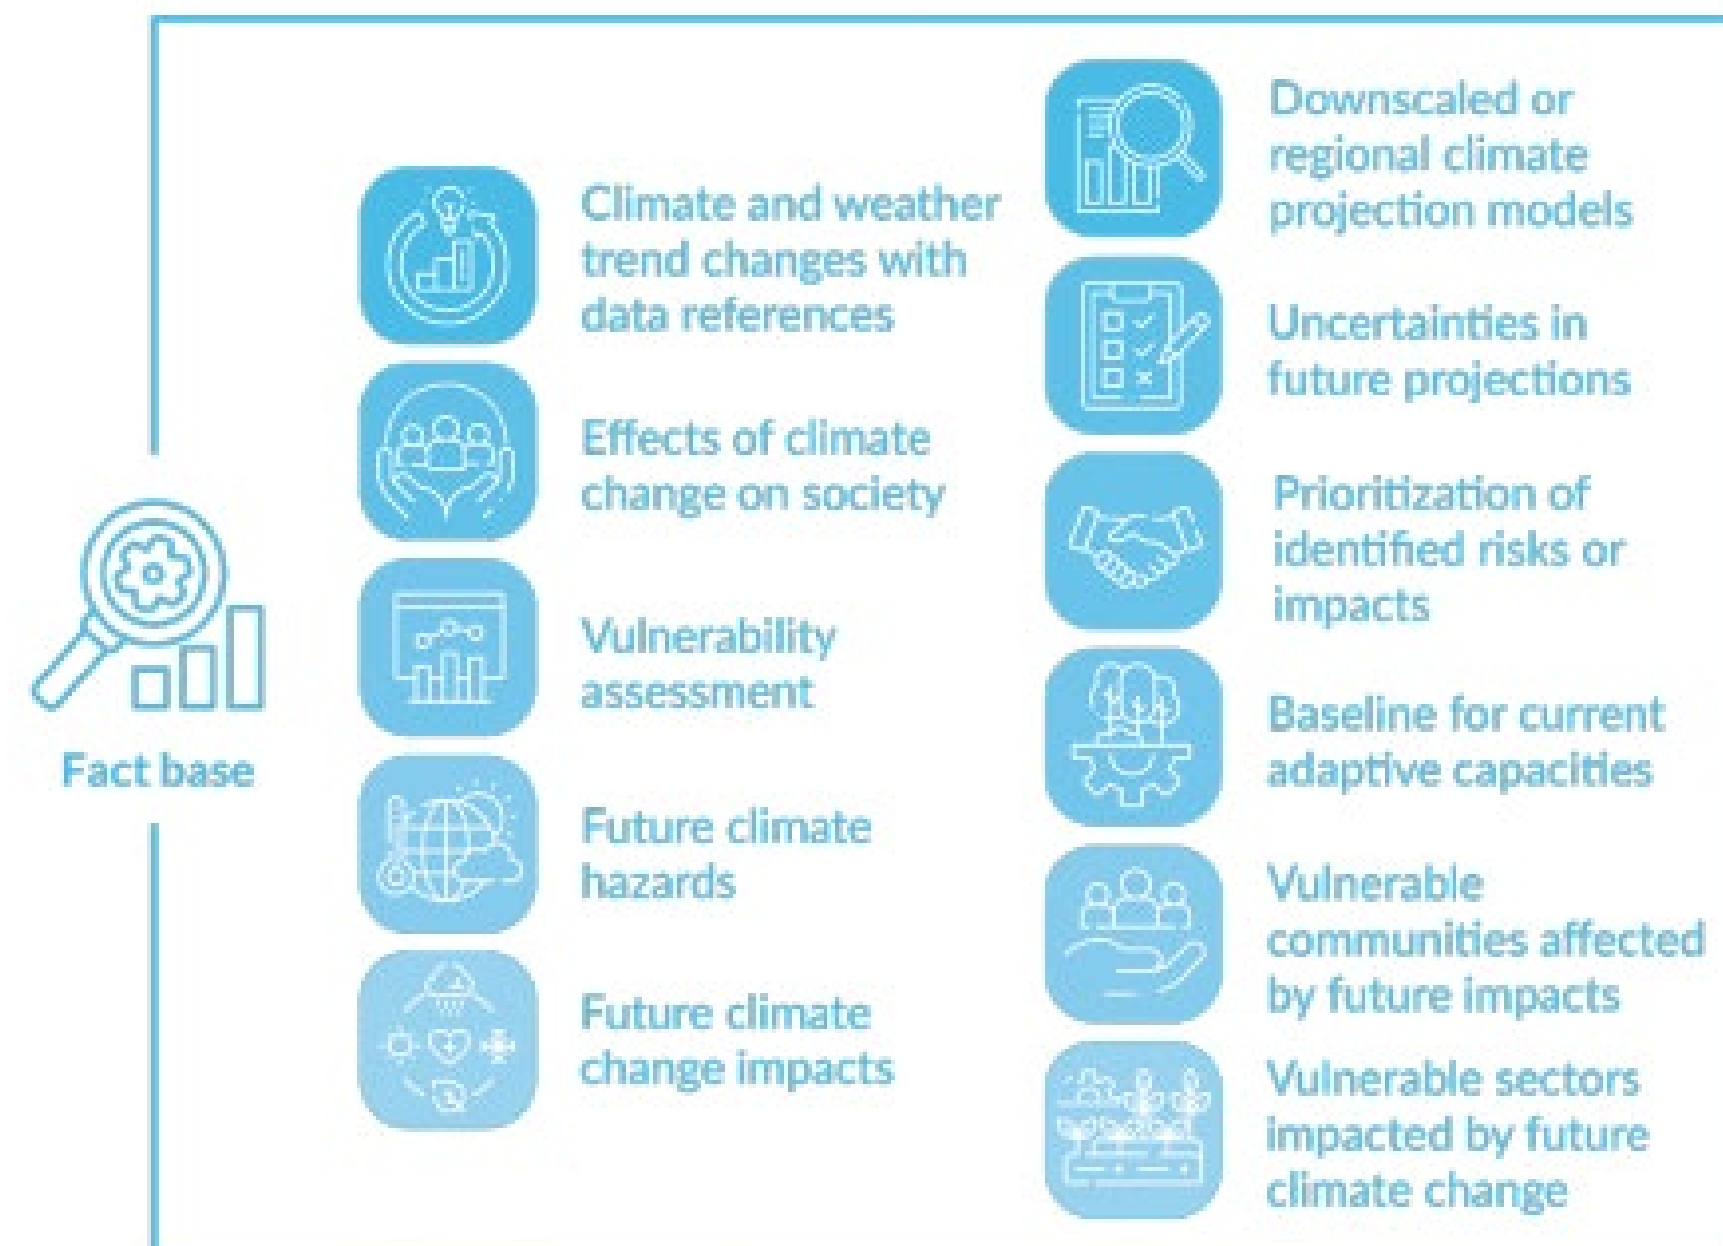 Fact base
Climate and weather
trend changes with
data references
Effects of climate
change on society
Vulnerability
assessment
Future climate
hazards
Future climate
change impacts
Downscaled or
regional climate
projection models
Uncertainties in
future projections
Prioritization of
identified risks or
impacts
Baseline for current
adaptive capacities
Vulnerable
communities affected
by future impacts
Vulnerable sectors
impacted by future
climate change